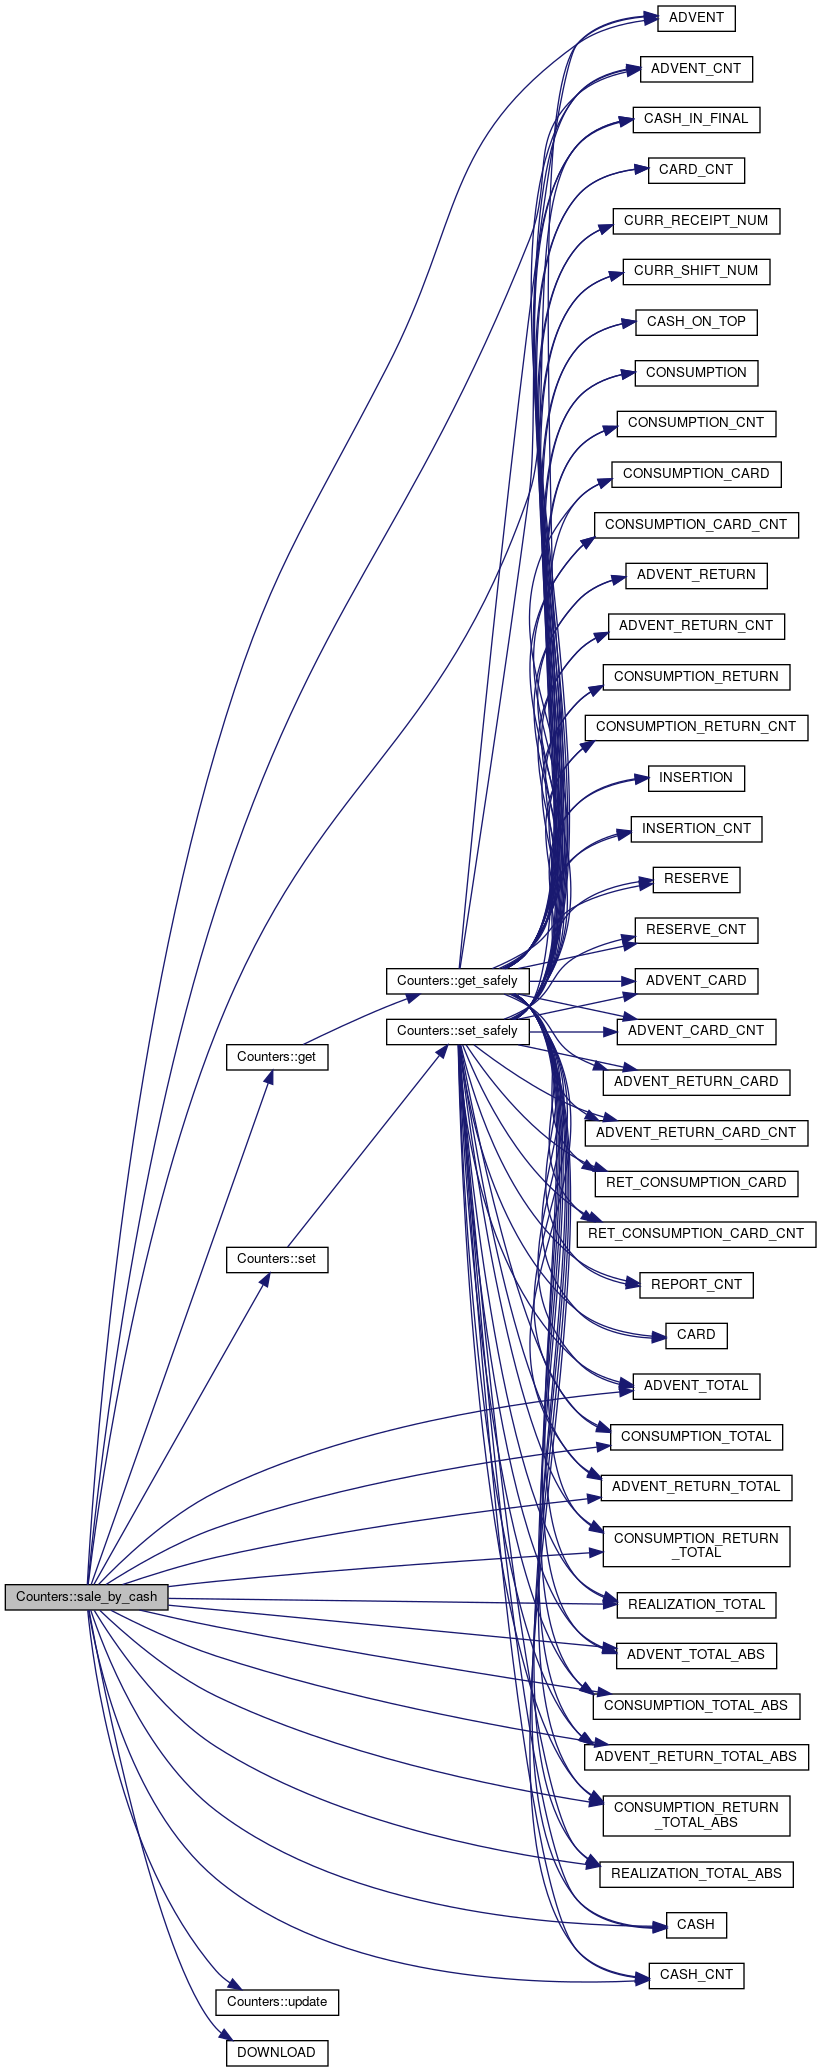 ADVENT
ADVENT_CNT
CASH_IN_FINAL
CARD_CNT
CURR_RECEIPT_NUM
CURR_SHIFT_NUM
CASH_ON_TOP
CONSUMPTION
CONSUMPTION_CNT
CONSUMPTION_CARD
CONSUMPTION_CARD_CNT
ADVENT_RETURN
ADVENT_RETURN_CNT
CONSUMPTION_RETURN
CONSUMPTION_RETURN_CNT
INSERTION
INSERTION_CNT
RESERVE
RESERVE_CNT
Counters::get_safely
ADVENT_CARD
Counters::set_safely
ADVENT_CARD_CNT
Counters::get
ADVENT_RETURN_CARD
ADVENT_RETURN_CARD_CNT
RET_CONSUMPTION_CARD
RET_CONSUMPTION_CARD_CNT
Counters::set
REPORT_CNT
CARD
ADVENT_TOTAL
CONSUMPTION_TOTAL
ADVENT_RETURN_TOTAL
CONSUMPTION_RETURN
_TOTAL
Counters::sale_by_cash
REALIZATION_TOTAL
ADVENT_TOTAL_ABS
CONSUMPTION_TOTAL_ABS
ADVENT_RETURN_TOTAL_ABS
CONSUMPTION_RETURN
_TOTAL_ABS
REALIZATION_TOTAL_ABS
CASH
CASH_CNT
Counters::update
DOWNLOAD